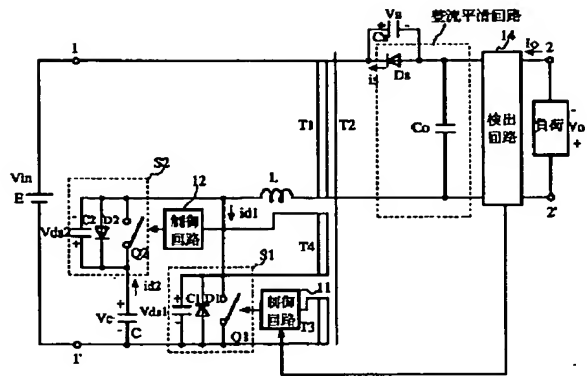 整流平滑回路
Vs
Cs
14
1
is
Ds
Io
2
T1
T2
Co
検出
回路
負荷
Vo
S2
L
Vin
E
12
制御
回路
id1
2'
C2
D2
Vds2
Q2
S1
T4
id2
11
Vc
C
Vds1
C1
D1
制御
回路
T3
Q1
1'